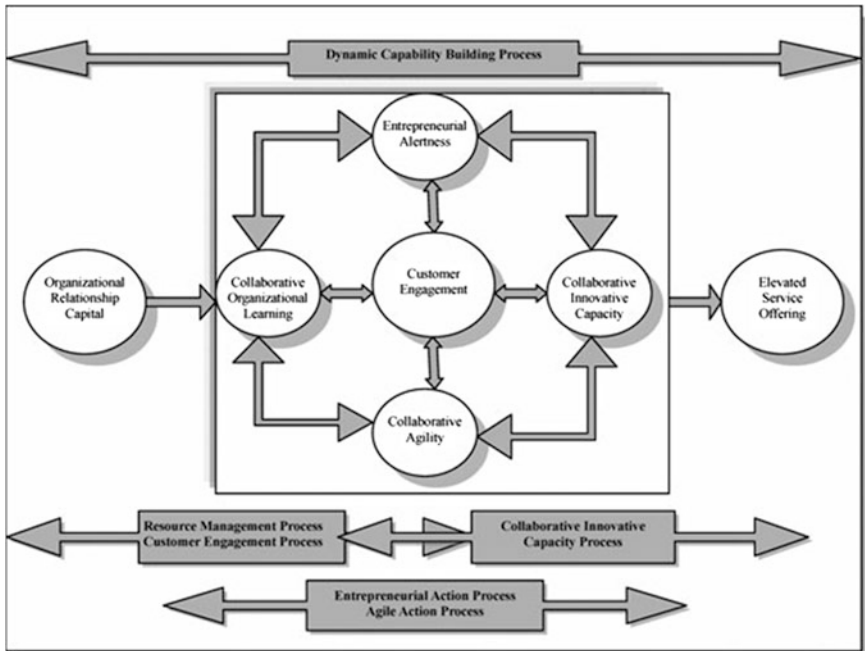 Dynamic Capability Building Process
Entrepreneurial
Alertness
Organizational
Relationship
Capital
Collaborative
Organizational
Learning
Customer
Engagement
Collaborative
Innovative
Capacity
Elevated
Service
Offering
Collaborative
Agility
Resource Management Process
Customer Engagement Process
Collaborative Innovative
Capacity Process
Entrepreneurial Action Process
Agile Action Process